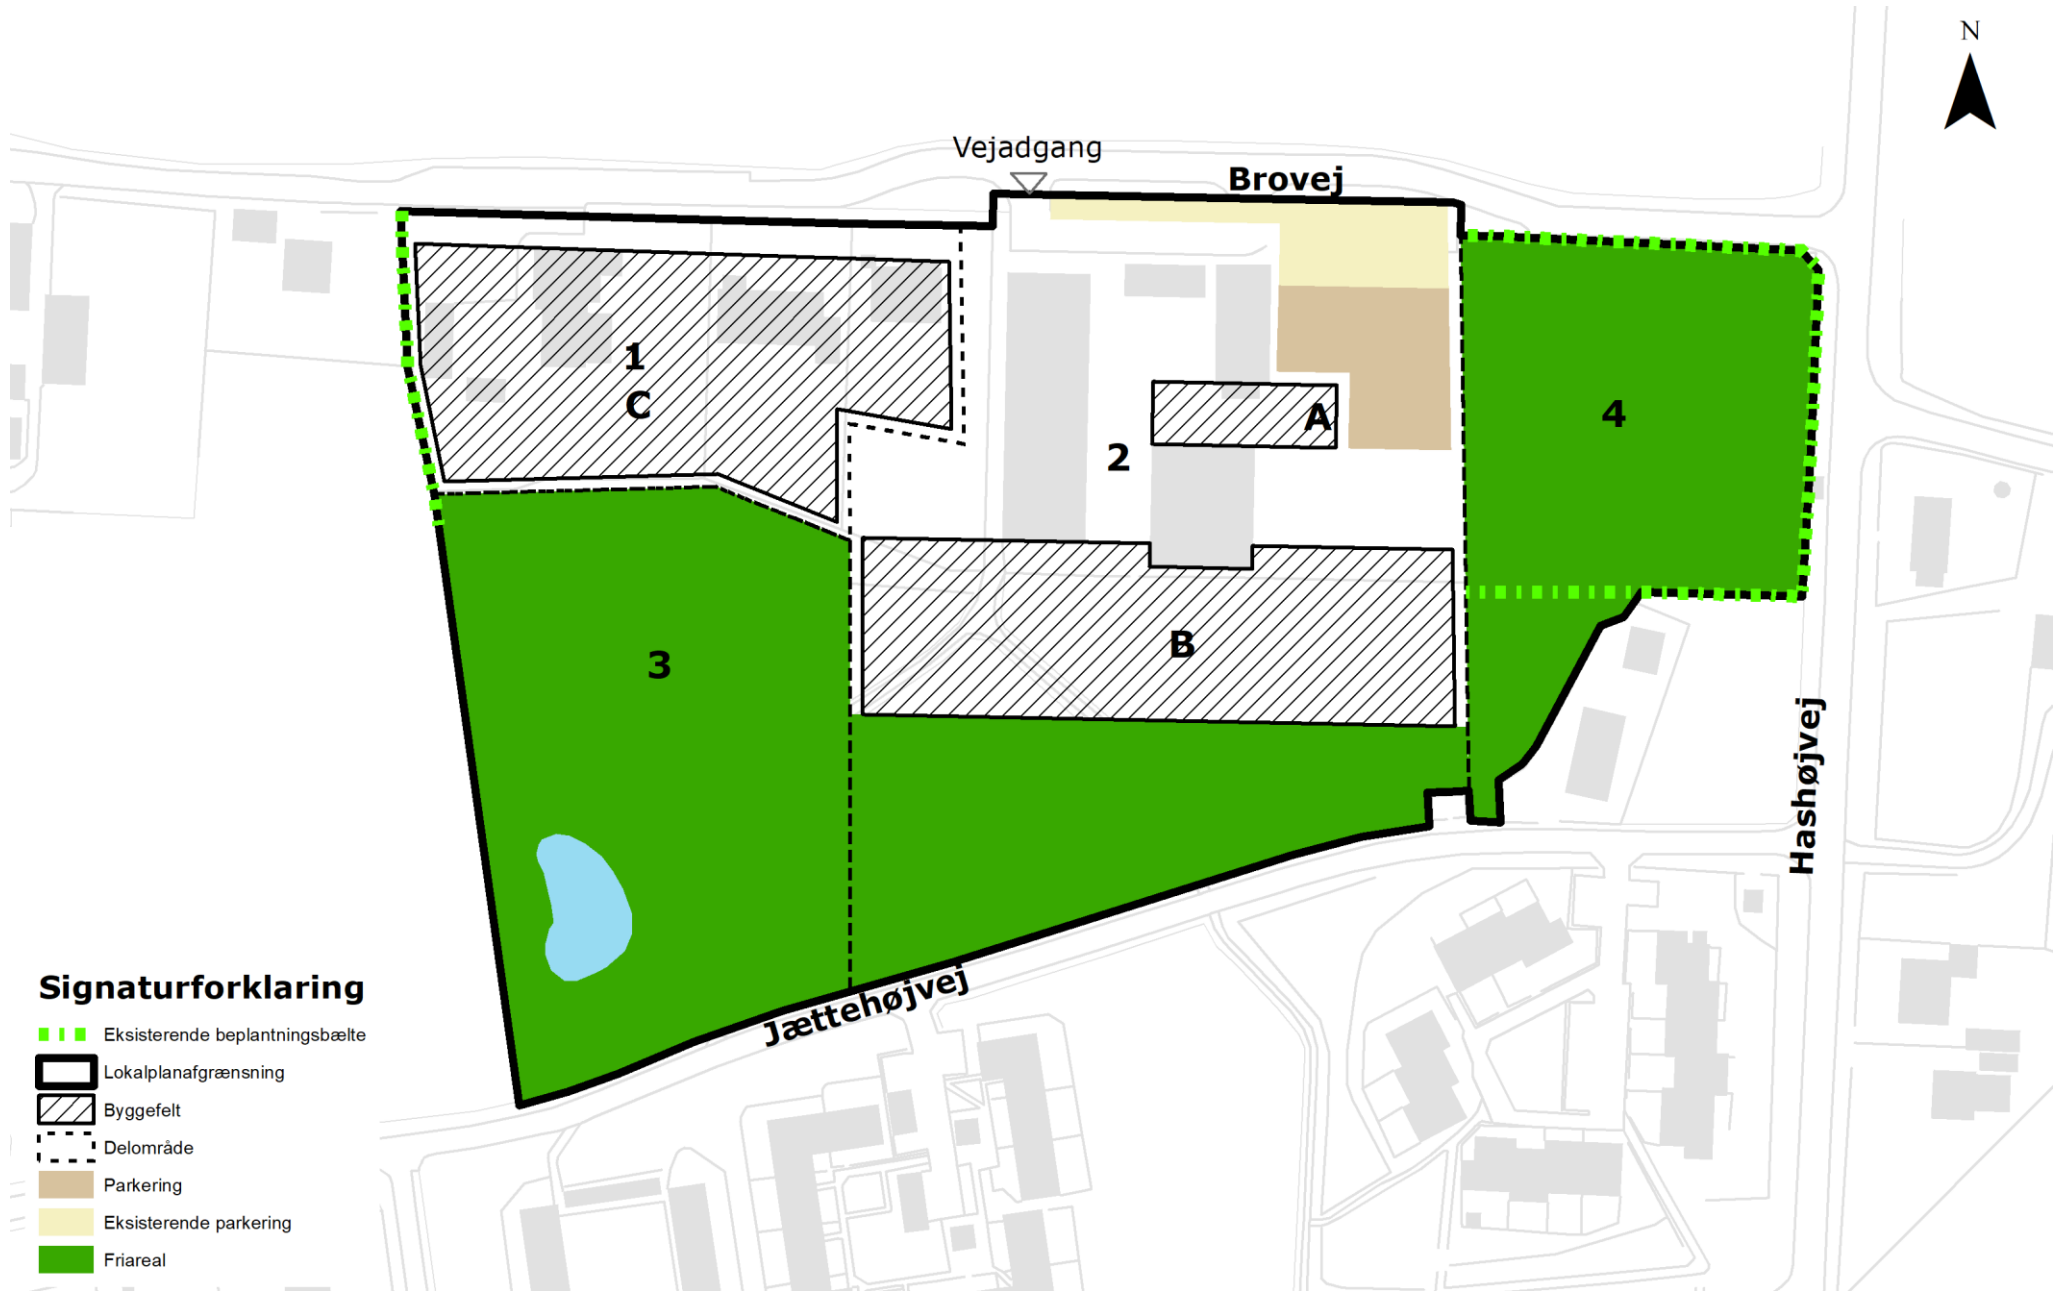 N
Vejadgang
Brovej
1
C
A
2
4
B
3
Hashøjvej
Jættehøjvej
Signaturforklaring
Eksisterende beplantningsbælte
Lokalplanafgrænsning
Byggefelt
Delområde
Parkering
Eksisterende parkering
Friareal